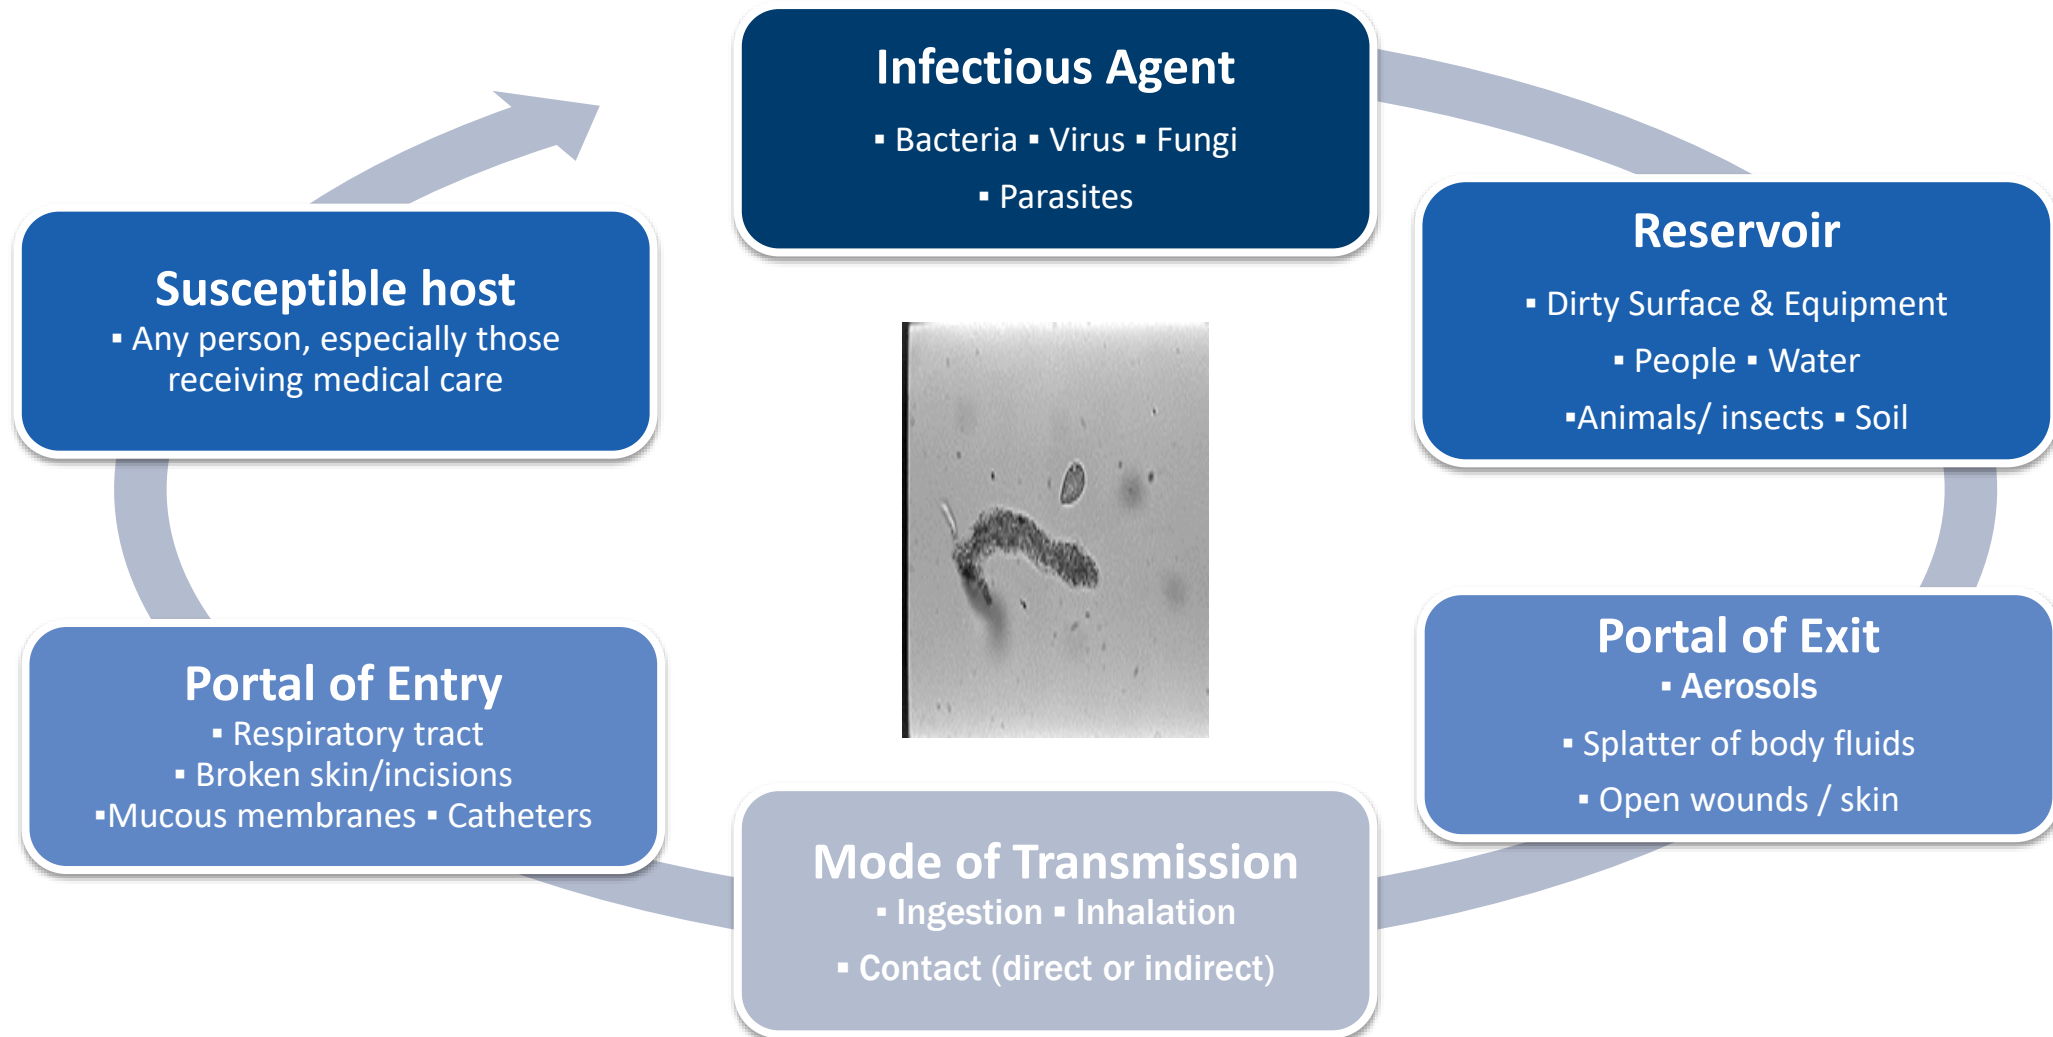 Infectious Agent
▪ Bacteria ▪ Virus ▪ Fungi
▪ Parasites
Reservoir
▪ Dirty Surface & Equipment
▪ People ▪ Water
▪Animals/ insects ▪ Soil
Portal of Exit
▪ Aerosols
▪ Splatter of body fluids
▪ Open wounds / skin
Mode of Transmission
▪ Ingestion ▪ Inhalation
▪ Contact (direct or indirect)
Portal of Entry
▪ Respiratory tract
▪ Broken skin/incisions
▪Mucous membranes ▪ Catheters
Susceptible host
▪ Any person, especially those
receiving medical care